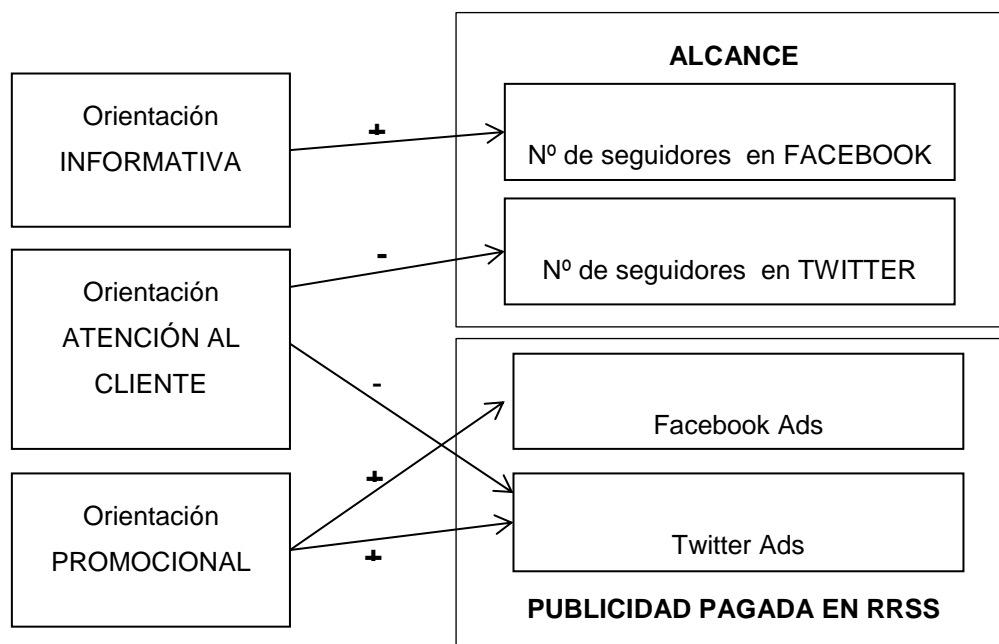 Orientación
INFORMATIVA
+
ALCANCE
Nº de seguidores en FACEBOOK
Orientación
ATENCIÓN AL
CLIENTE
-
Nº de seguidores en TWITTER
-
Facebook Ads
Orientación
PROMOCIONAL
+
+
Twitter Ads
PUBLICIDAD PAGADA EN RRSS